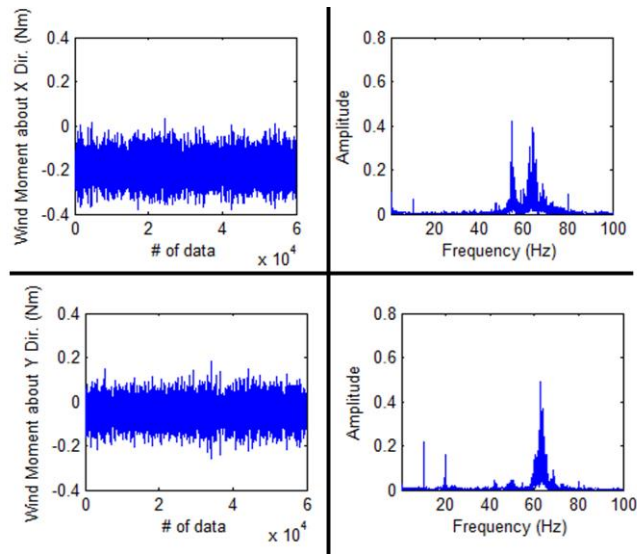 Wind Moment about X Dir. (Nm)
0.4
0.2
0
-0.2
-0.4
0 2 4 6
# of data
x 10^4
Amplitude
0.8
0.6
0.4
0.2
0
20 40 60 80 100
Frequency (Hz)
Wind Moment about Y Dir. (Nm)
0.4
0.2
0
-0.2
-0.4
0 2 4 6
# of data
x 10^4
Amplitude
0.8
0.6
0.4
0.2
0
20 40 60 80 100
Frequency (Hz)